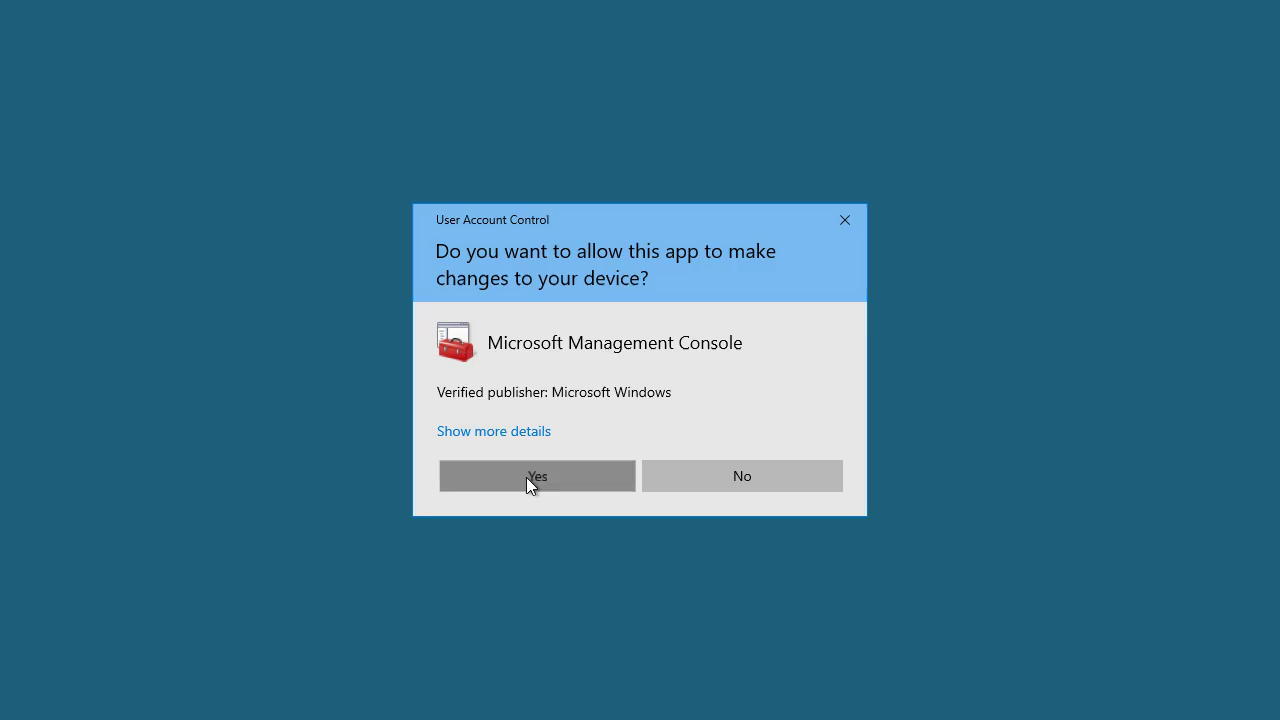 User Account Control
Do you want to allow this app to make
changes to your device?
Microsoft Management Console
Verified publisher: Microsoft Windows
Show more details
Yes
No